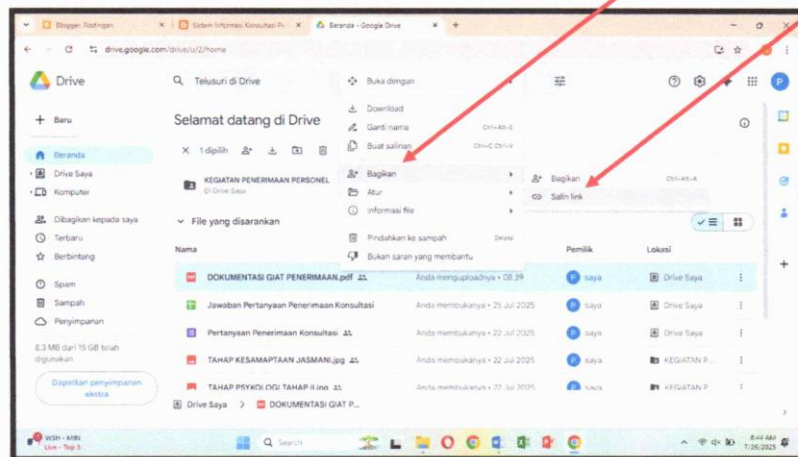 Blogger: Postingan
Sistem Informasi Konsultasi Pe
Beranda - Google Drive
drive.google.com/drive/u/2/home
Drive
Telusuri di Drive
Baru
Beranda
Drive Saya
Komputer
Dibagikan kepada saya
Terbaru
Berbintang
Spam
Sampah
Penyimpanan
8,3 MB dari 15 GB telah
digunakan
Dapatkan penyimpanan
ekstra
Selamat datang di Drive
1 dipilih
KEGIATAN PENERIMAAN PERSONEL
Di Drive Saya
File yang disarankan
Buka dengan
Download
Ganti nama Ctrl+Alt+E
Buat salinan Ctrl+C Ctrl+V
Bagikan
Atur
Informasi file
Pindahkan ke sampah Delete
Bukan saran yang membantu
Bagikan Ctrl+Alt+A
Salin link
Nama Pemilik Lokasi
DOKUMENTASI GIAT PENERIMAAN.pdf Anda menguploadnya • 08.39 P saya Drive Saya
Jawaban Pertanyaan Penerimaan Konsultasi Anda membukanya • 25 Jul 2025 P saya Drive Saya
Pertanyaan Penerimaan Konsultasi Anda membukanya • 22 Jul 2025 P saya Drive Saya
TAHAP KESAMAPTAAN JASMANI.jpg Anda membukanya • 22 Jul 2025 P saya KEGIATAN P...
TAHAP PSYKOLOGI TAHAP II.jpg Anda membukanya • 22 Jul 2025 saya KEGIATAN P...
Drive Saya > DOKUMENTASI GIAT P...
WSH - MIN
Live - Top 5
Search
8:44 AM
7/26/2025